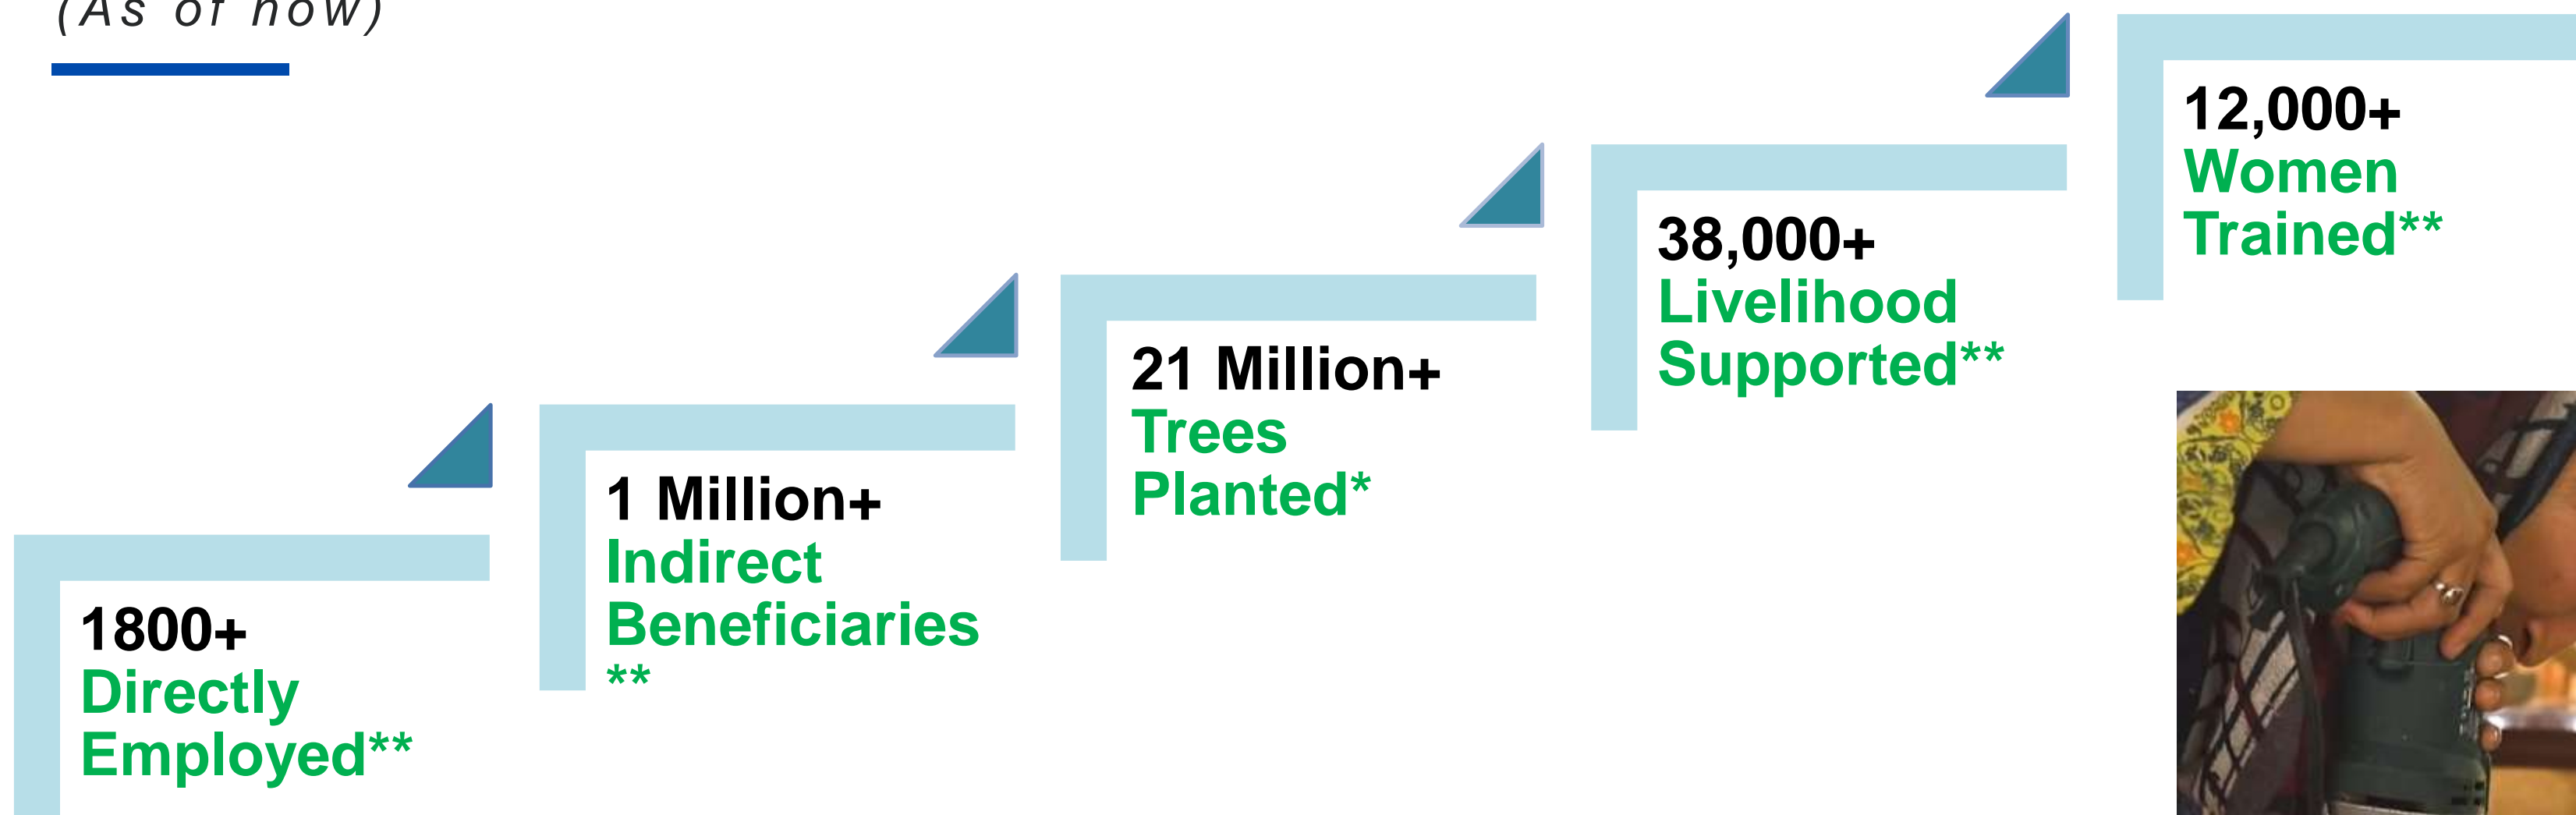 (As of now)
1800+
Directly
Employed**
1 Million+
Indirect
Beneficiaries
**
21 Million+
Trees
Planted*
38,000+
Livelihood
Supported**
12,000+
Women
Trained**